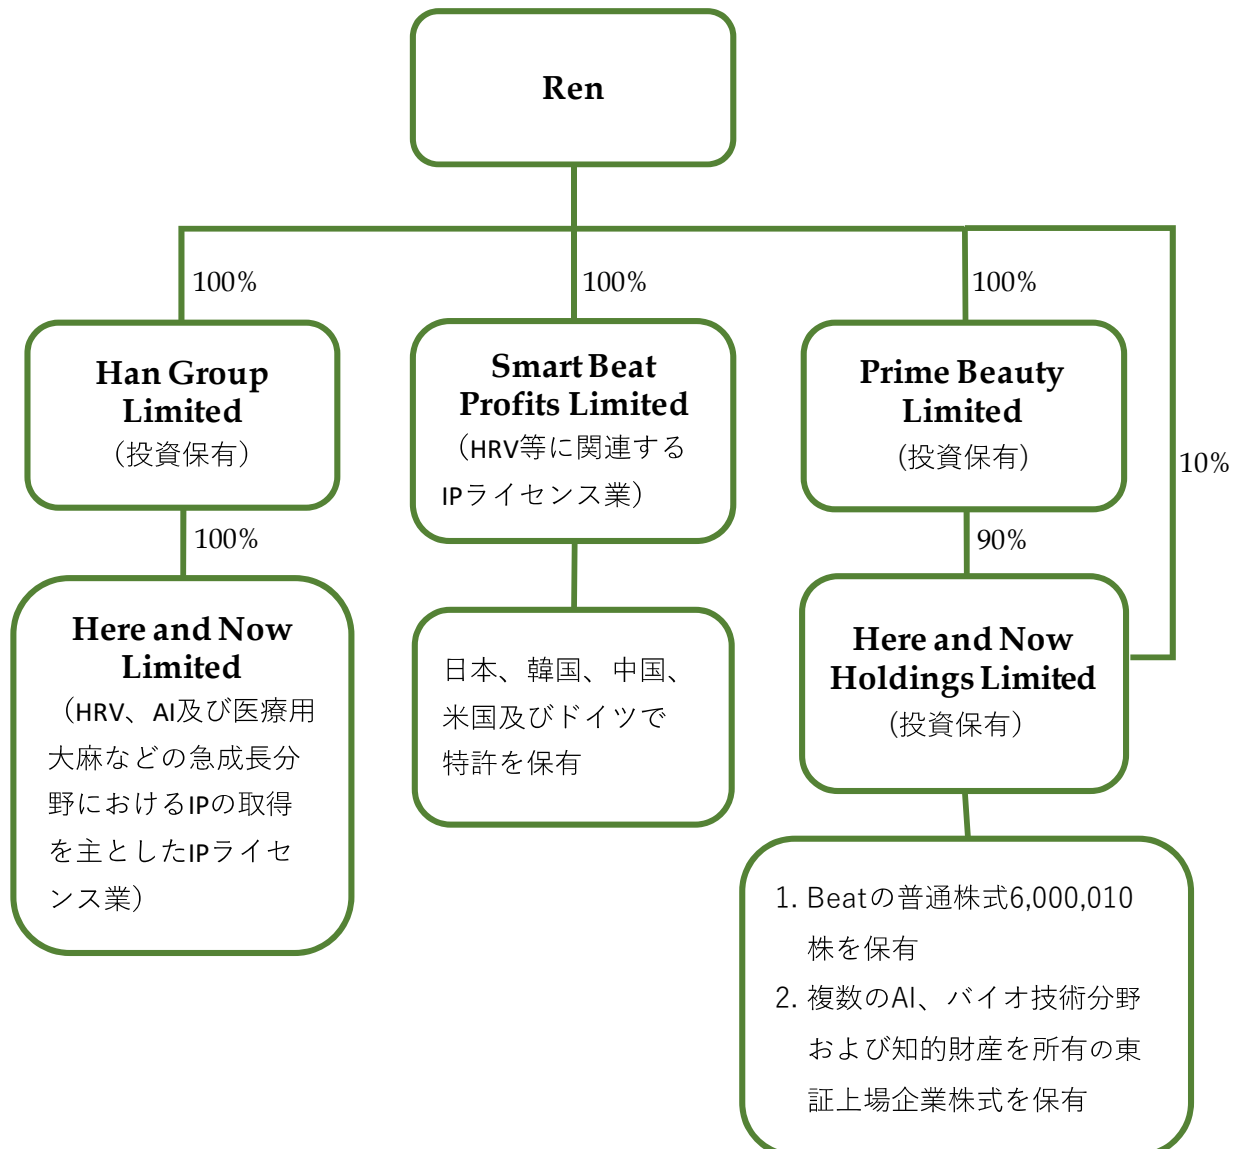 Ren
100%
100%
100%
Han Group
Limited
（投資保有）
Smart Beat
Profits Limited
（HRV等に関連する
IPライセンス業）
Prime Beauty
Limited
(投資保有)
10%
100%
90%
Here and Now
Limited
（HRV、AI及び医療用
大麻などの急成長分
野におけるIPの取得
を主としたIPライセ
ンス業）
日本、韓国、中国、
米国及びドイツで
特許を保有
Here and Now
Holdings Limited
(投資保有）
1. Beatの普通株式6,000,010
株を保有
2. 複数のAI、バイオ技術分野
および知的財産を所有の東
証上場企業株式を保有